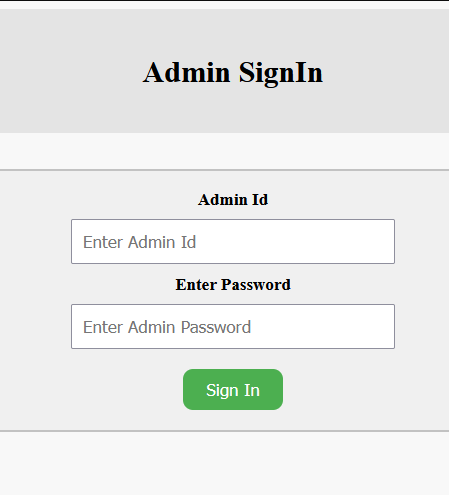 Admin SignIn
Admin Id
Enter Admin Id
Enter Password
Enter Admin Password
Sign In